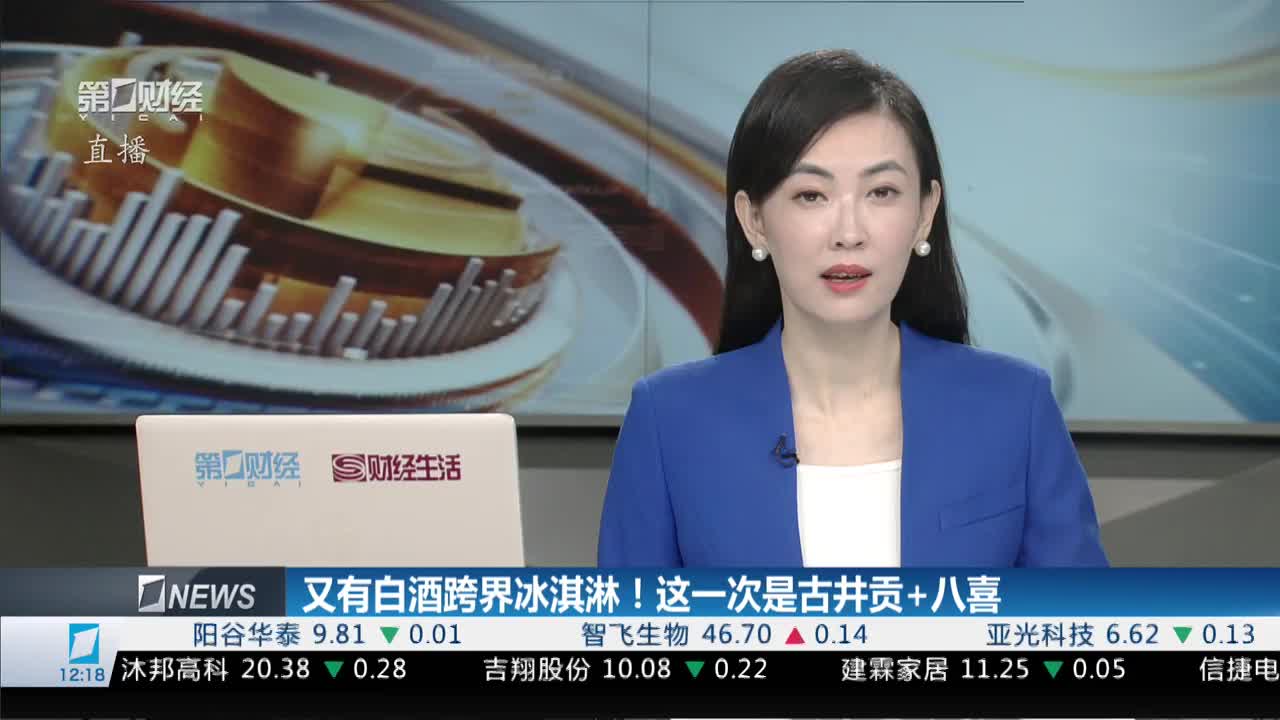 第一财经
YICAI
直播
第一财经
YICAI
财经生活
NEWS
又有白酒跨界冰淇淋！这一次是古井贡+八喜
阳谷华泰 9.81 ▼ 0.01 智飞生物 46.70 ▲ 0.14 亚光科技 6.62 ▼ 0.13
12:18
沐邦高科 20.38 ▼ 0.28 吉翔股份 10.08 ▼ 0.22 建霖家居 11.25 ▼ 0.05 信捷电